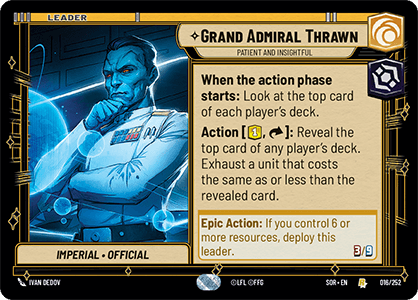 LEADER
GRAND ADMIRAL THRAWN
PATIENT AND INSIGHTFUL
When the action phase
starts: Look at the top card
of each player's deck.
Action [1 ]: Reveal the
top card of any player's deck.
Exhaust a unit that costs
the same as or less than the
revealed card.
Epic Action: If you control 6 or
more resources, deploy this
leader.
3/9
IMPERIAL • OFFICIAL
IVAN DEDOV
©LFL ©FFG
SOR • EN
016/252